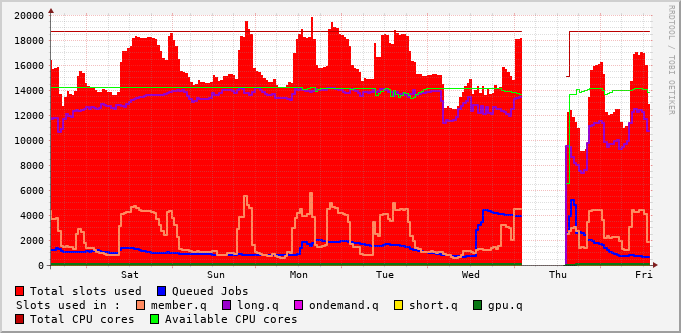 20000
18000
16000
14000
12000
10000
8000
6000
4000
2000
0
Sat Sun Mon Tue Wed Thu Fri
RRDTOOL / TOBI OETIKER
Total slots used Queued Jobs
Slots used in : member.q long.q ondemand.q short.q gpu.q
Total CPU cores Available CPU cores